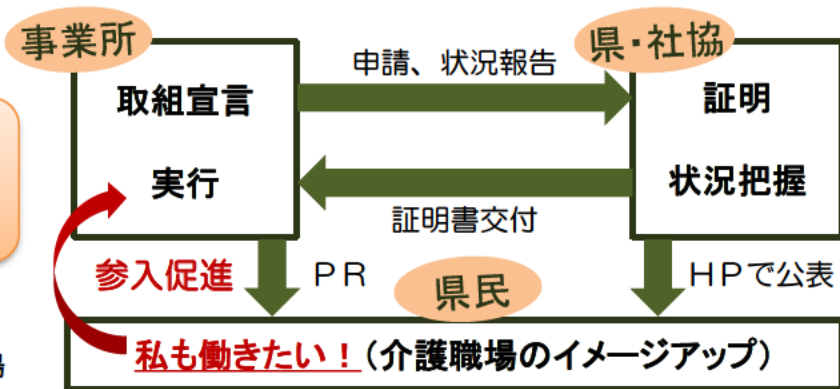 事業所
県・社協
申請、状況報告
取組宣言
証明
実行
状況把握
証明書交付
参入促進
PR
県民
HPで公表
私も働きたい!(介護職場のイメージアップ)